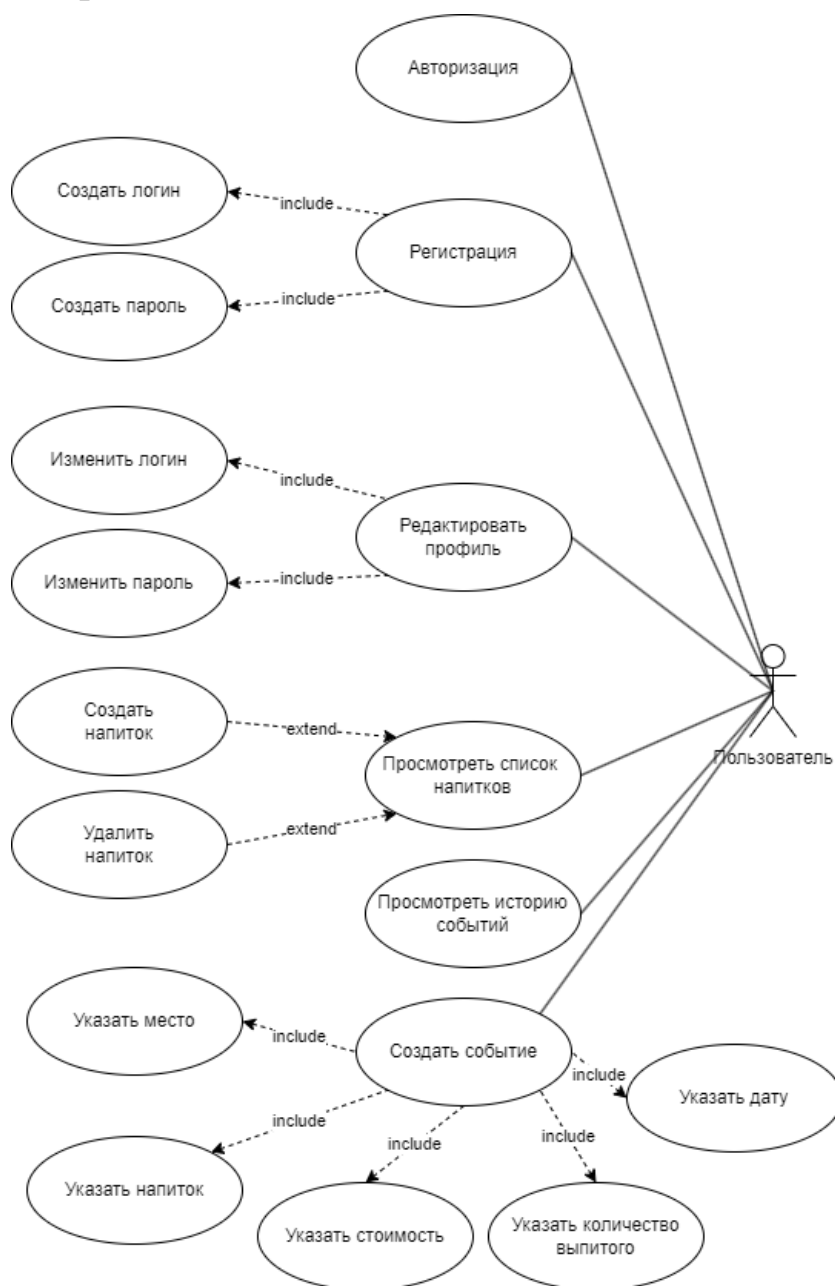 Авторизация
Создать логин
include
Регистрация
Создать пароль
include
Изменить логин
include
Редактировать
профиль
Изменить пароль
include
Создать
напиток
extend
Просмотреть список
напитков
Пользователь
Удалить
напиток
extend
Просмотреть историю
событий
Указать место
include
Создать событие
include
Указать дату
include
include
include
Указать напиток
Указать стоимость
Указать количество
выпитого